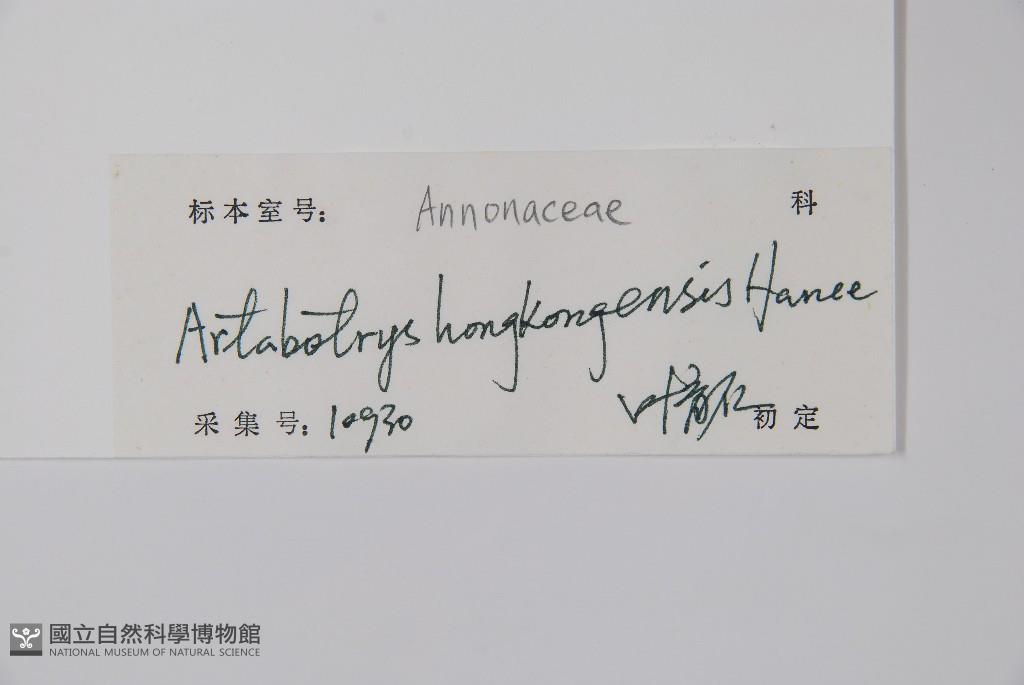 标本室号： Annonaceae 科
Artabotrys hongkongensis Hance
采集号：10930 叶 初定
國立自然科學博物館
NATIONAL MUSEUM OF NATURAL SCIENCE